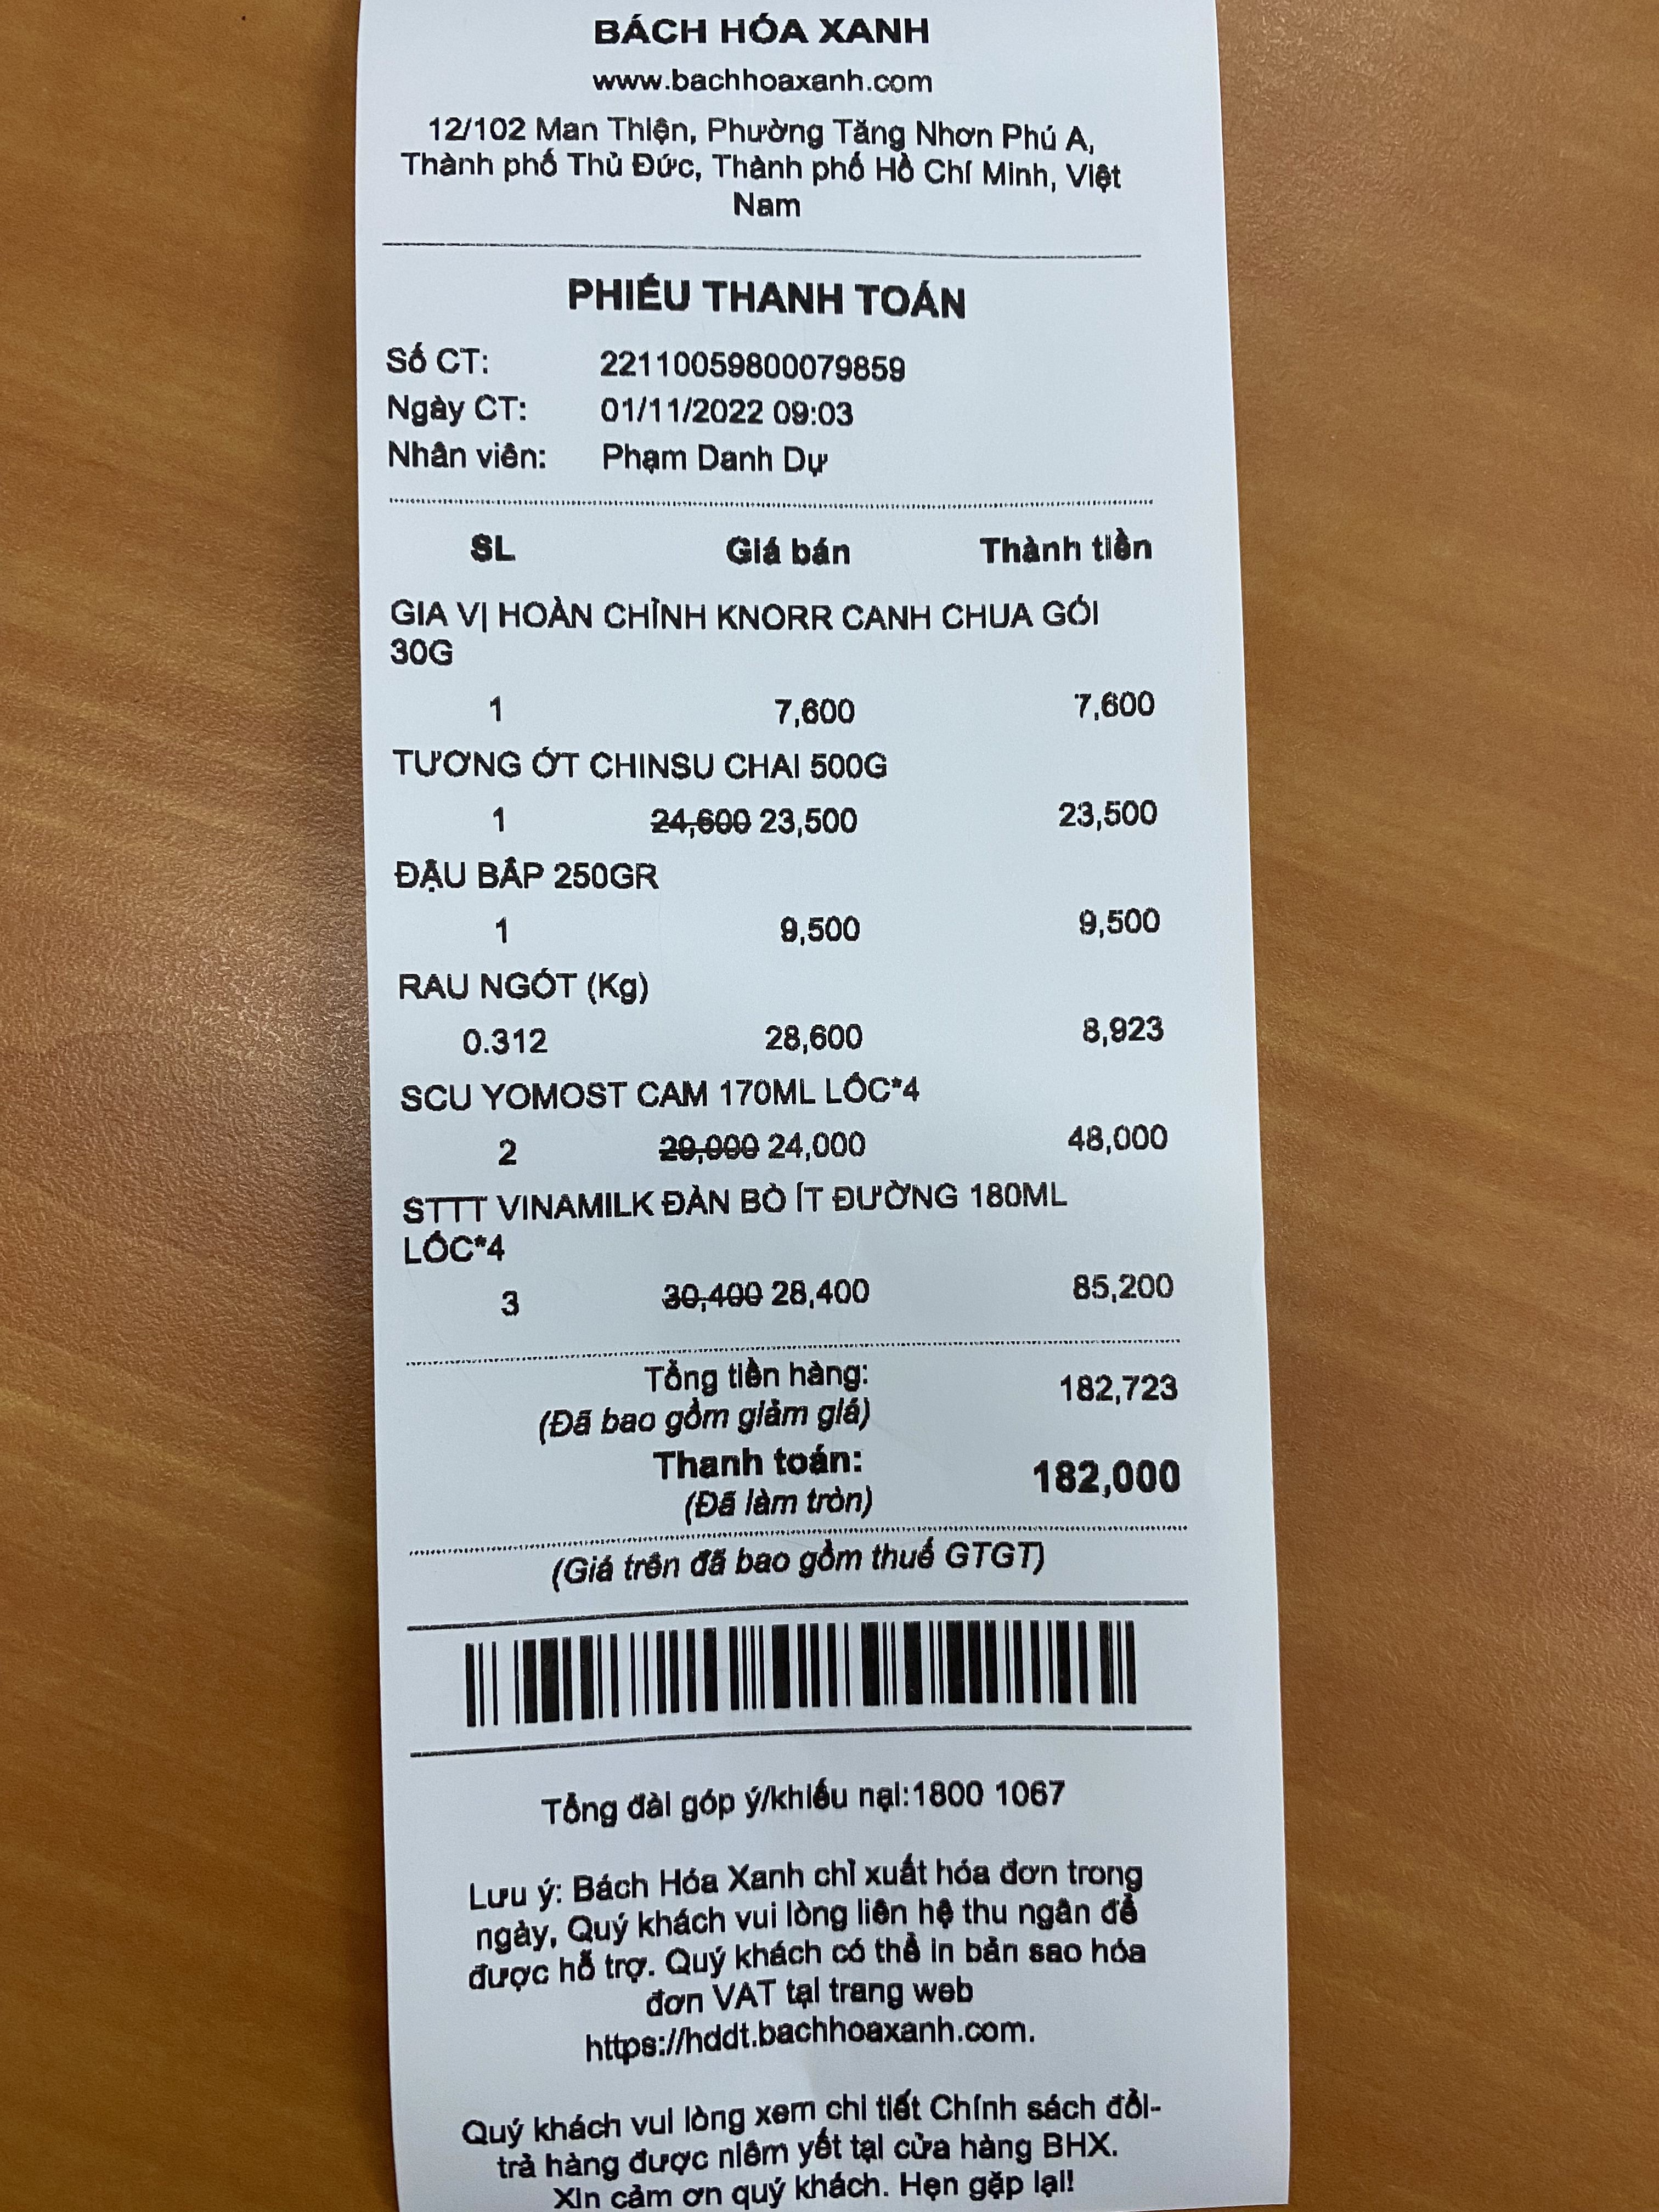 BÁCH HÓA XANH
www.bachhoaxanh.com
12/102 Man Thiện, Phường Tăng Nhơn Phú A,
Thành phố Thủ Đức, Thành phố Hồ Chí Minh, Việt
Nam
PHIẾU THANH TOÁN
Số CT: 22110059800079859
Ngày CT: 01/11/2022 09:03
Nhân viên: Phạm Danh Dự
SL Giá bán Thành tiền
GIA VỊ HOÀN CHỈNH KNORR CANH CHUA GÓI
30G
1 7,600 7,600
TƯƠNG ỚT CHINSU CHAI 500G
1 24,600 23,500 23,500
ĐẬU BẮP 250GR
1 9,500 9,500
RAU NGÓT (Kg)
0.312 28,600 8,923
SCU YOMOST CAM 170ML LỐC*4
2 29,000 24,000 48,000
STTT VINAMILK ĐÀN BÒ ÍT ĐƯỜNG 180ML
LỐC*4
3 30,400 28,400 85,200
Tổng tiền hàng: 182,723
(Đã bao gồm giảm giá)
Thanh toán: 182,000
(Đã làm tròn)
(Giá trên đã bao gồm thuế GTGT)
Tổng đài góp ý/khiếu nại:1800 1067
Lưu ý: Bách Hóa Xanh chỉ xuất hóa đơn trong
ngày, Quý khách vui lòng liên hệ thu ngân để
được hỗ trợ. Quý khách có thể in bản sao hóa
đơn VAT tại trang web
https://hddt.bachhoaxanh.com.
Quý khách vui lòng xem chi tiết Chính sách đổi-
trả hàng được niêm yết tại cửa hàng BHX.
Xin cảm ơn quý khách. Hẹn gặp lại!